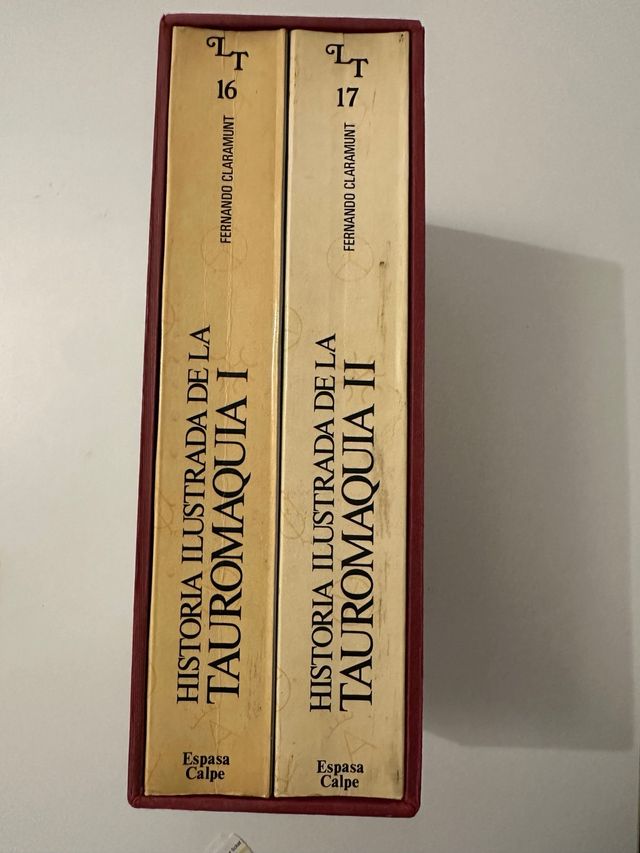 LT
16
FERNANDO CLARAMUNT
HISTORIA ILUSTRADA DE LA
TAUROMAQUIA I
Espasa
Calpe
LT
17
FERNANDO CLARAMUNT
HISTORIA ILUSTRADA DE LA
TAUROMAQUIA II
Espasa
Calpe